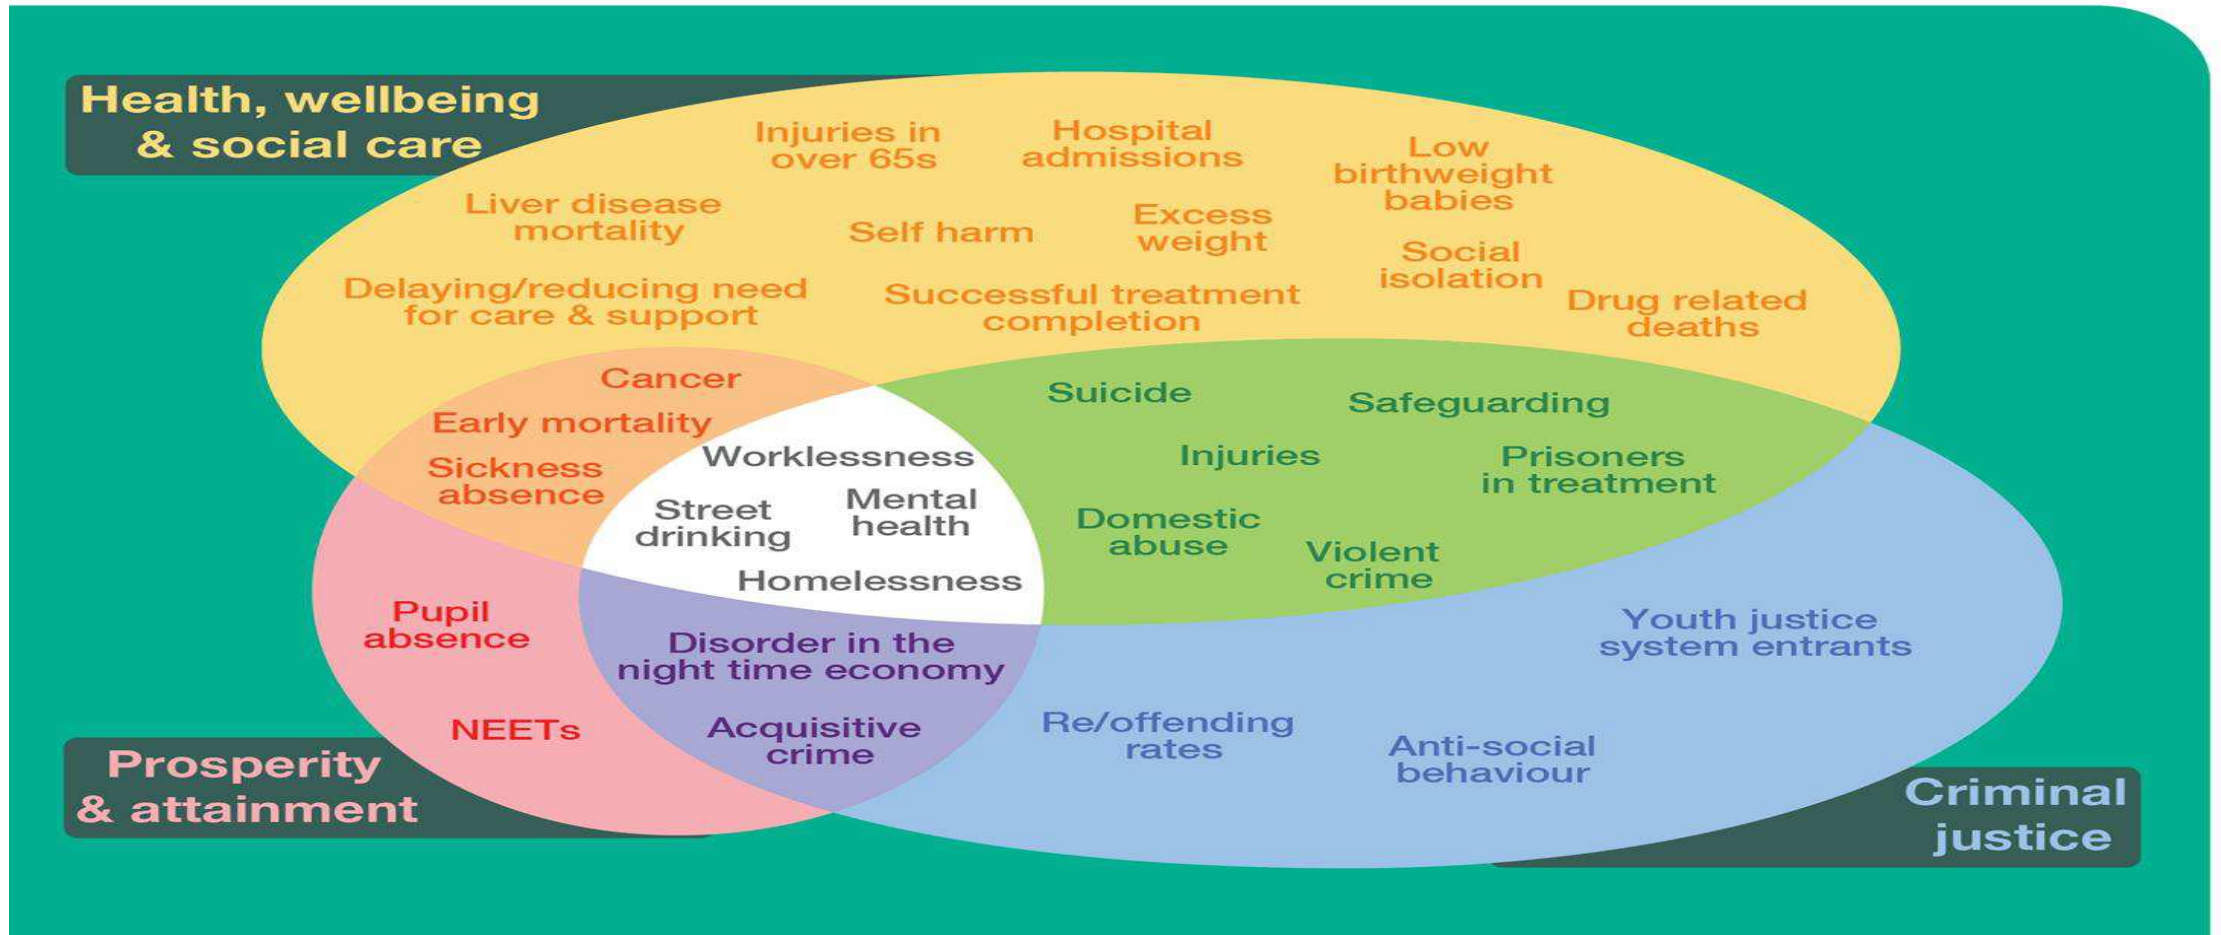 Health, wellbeing
& social care
Injuries in
over 65s
Hospital
admissions
Low
birthweight
babies
Liver disease
mortality
Self harm
Excess
weight
Social
isolation
Delaying/reducing need
for care & support
Successful treatment
completion
Drug related
deaths
Cancer
Early mortality
Sickness
absence
Worklessness
Street
drinking
Mental
health
Homelessness
Suicide
Safeguarding
Injuries
Prisoners
in treatment
Domestic
abuse
Violent
crime
Pupil
absence
NEETs
Disorder in the
night time economy
Acquisitive
crime
Youth justice
system entrants
Re/offending
rates
Anti-social
behaviour
Prosperity
& attainment
Criminal
justice